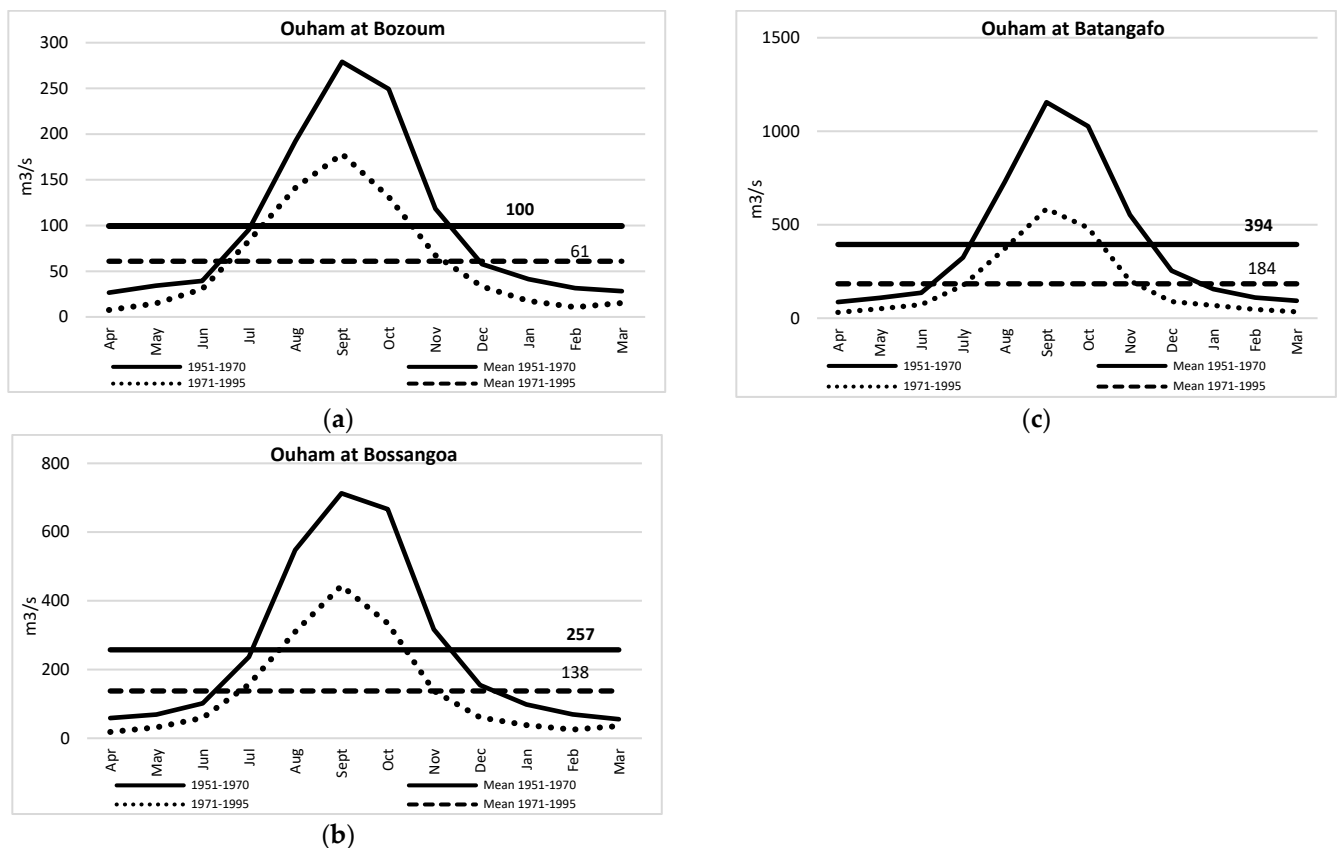 Ouham at Bozoum
300
250
200
150
100
50
0
m3/s
100
61
Apr May Jun Jul Aug Sept Oct Nov Dec Jan Feb Mar
1951-1970 Mean 1951-1970
1971-1995 Mean 1971-1995
(a)
Ouham at Batangafo
1500
1000
500
0
m3/s
394
184
Apr May Jun July Aug Sept Oct Nov Dec Jan Feb Mar
1951-1970 Mean 1951-1970
1971-1995 Mean 1971-1995
(c)
Ouham at Bossangoa
800
600
400
200
0
m3/s
257
138
Apr May Jun Jul Aug Sept Oct Nov Dec Jan Feb Mar
1951-1970 Mean 1951-1970
1971-1995 Mean 1971-1995
(b)